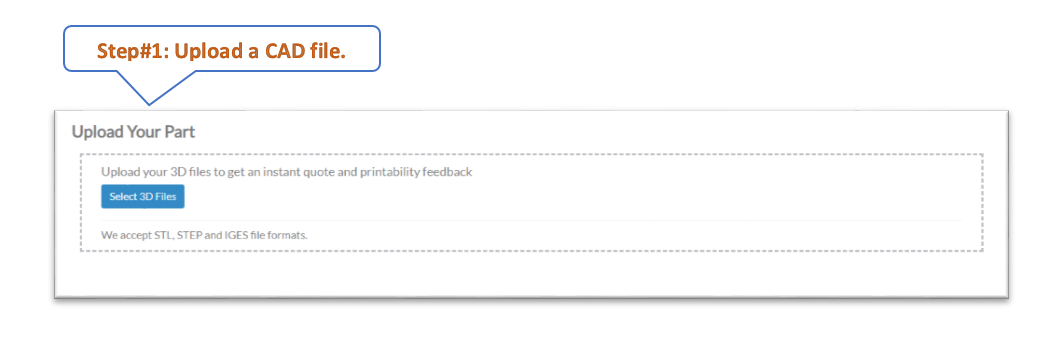 Step#1: Upload a CAD file.
Upload Your Part
Upload your 3D files to get an instant quote and printability feedback
Select 3D Files
We accept STL, STEP and IGES file formats.